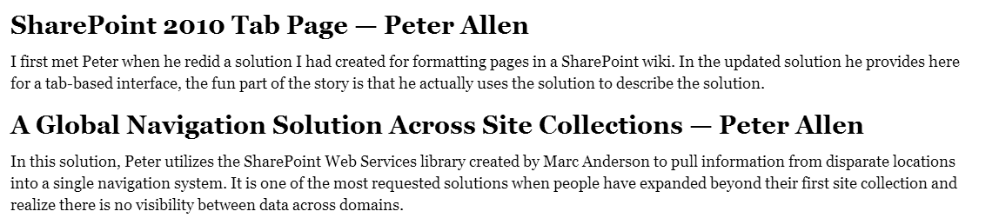 SharePoint 2010 Tab Page — Peter Allen
I first met Peter when he redid a solution I had created for formatting pages in a SharePoint wiki. In the updated solution he provides here
for a tab-based interface, the fun part of the story is that he actually uses the solution to describe the solution.
A Global Navigation Solution Across Site Collections — Peter Allen
In this solution, Peter utilizes the SharePoint Web Services library created by Marc Anderson to pull information from disparate locations
into a single navigation system. It is one of the most requested solutions when people have expanded beyond their first site collection and
realize there is no visibility between data across domains.